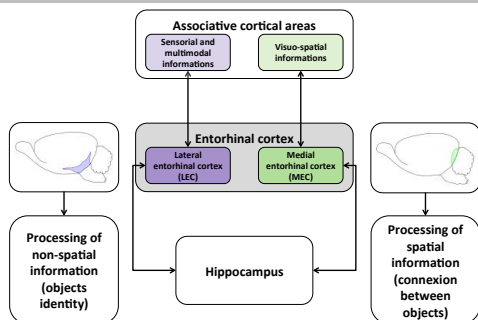 Associative cortical areas
Sensorial and
multimodal
informations
Visuo-spatial
informations
Entorhinal cortex
Lateral
entorhinal cortex
(LEC)
Medial
entorhinal cortex
(MEC)
Processing of
non-spatial
information
(objects
identity)
Hippocampus
Processing of
spatial
information
(connexion
between
objects)